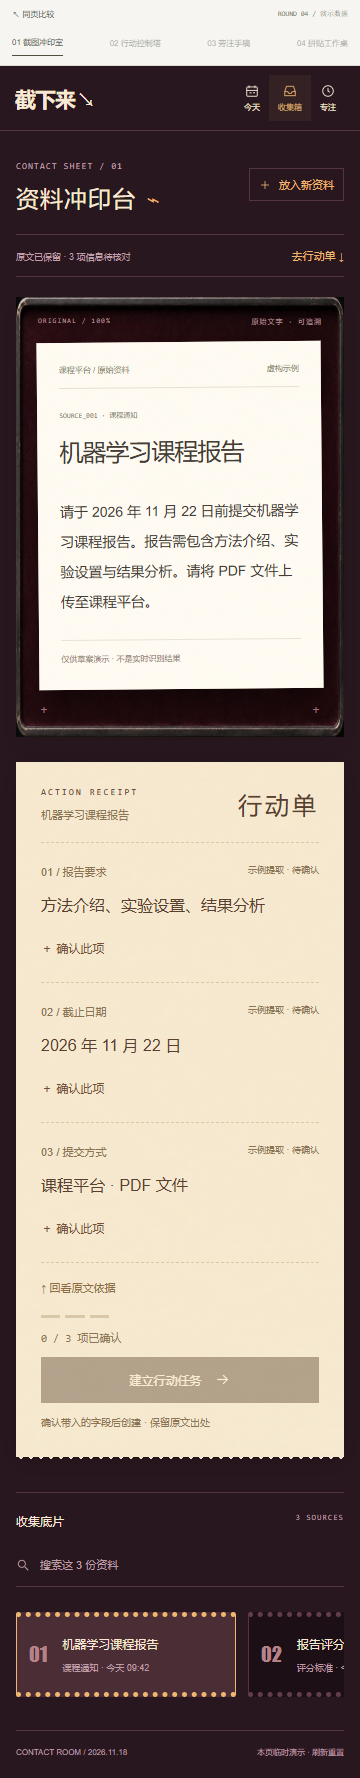 ↖ 同页比较
ROUND 04 / 演示数据
01 截图冲印室
02 行动控制塔
03 旁注手稿
04 拼贴工作桌
截下来↘
今天
收集箱
专注
CONTACT SHEET / 01
资料冲印台
+ 放入新资料
原文已保留 · 3 项信息待核对
去行动单 ↓
ORIGINAL / 100%
原始文字 · 可追溯
课程平台 / 原始资料
虚构示例
SOURCE_001 · 课程通知
机器学习课程报告
请于 2026 年 11 月 22 日前提交机器学
习课程报告。报告需包含方法介绍、实
验设置与结果分析。请将 PDF 文件上
传至课程平台。
仅供草案演示 · 不是实时识别结果
ACTION RECEIPT
机器学习课程报告
行动单
01 / 报告要求
示例提取 · 待确认
方法介绍、实验设置、结果分析
+ 确认此项
02 / 截止日期
示例提取 · 待确认
2026 年 11 月 22 日
+ 确认此项
03 / 提交方式
示例提取 · 待确认
课程平台 · PDF 文件
+ 确认此项
↑ 回看原文依据
0 / 3 项已确认
建立行动任务 →
确认带入的字段后创建 · 保留原文出处
收集底片
3 SOURCES
搜索这 3 份资料
01
机器学习课程报告
课程通知 · 今天 09:42
02
报告评分
评分标准 ·
CONTACT ROOM / 2026.11.18
本页临时演示 · 刷新重置